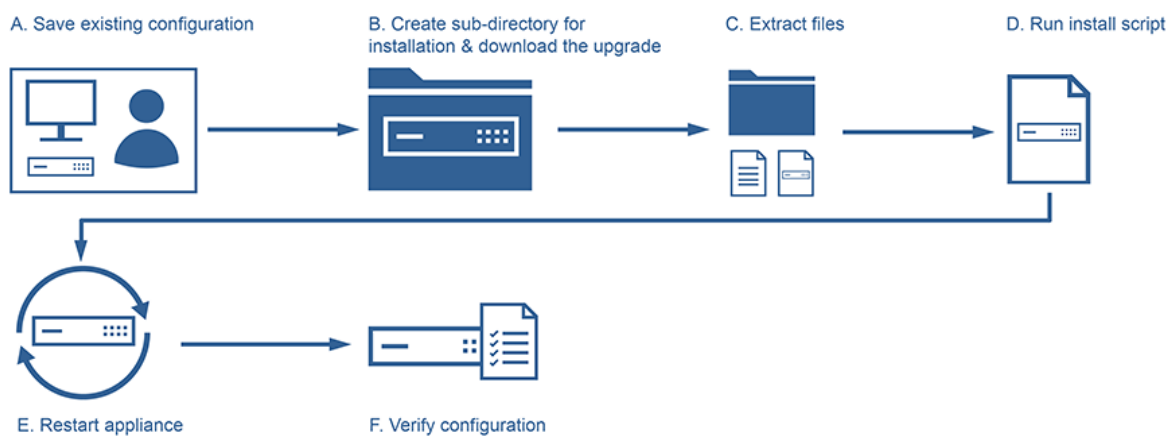 A. Save existing configuration
B. Create sub-directory for
installation & download the upgrade
C. Extract files
D. Run install script
E. Restart appliance
F. Verify configuration